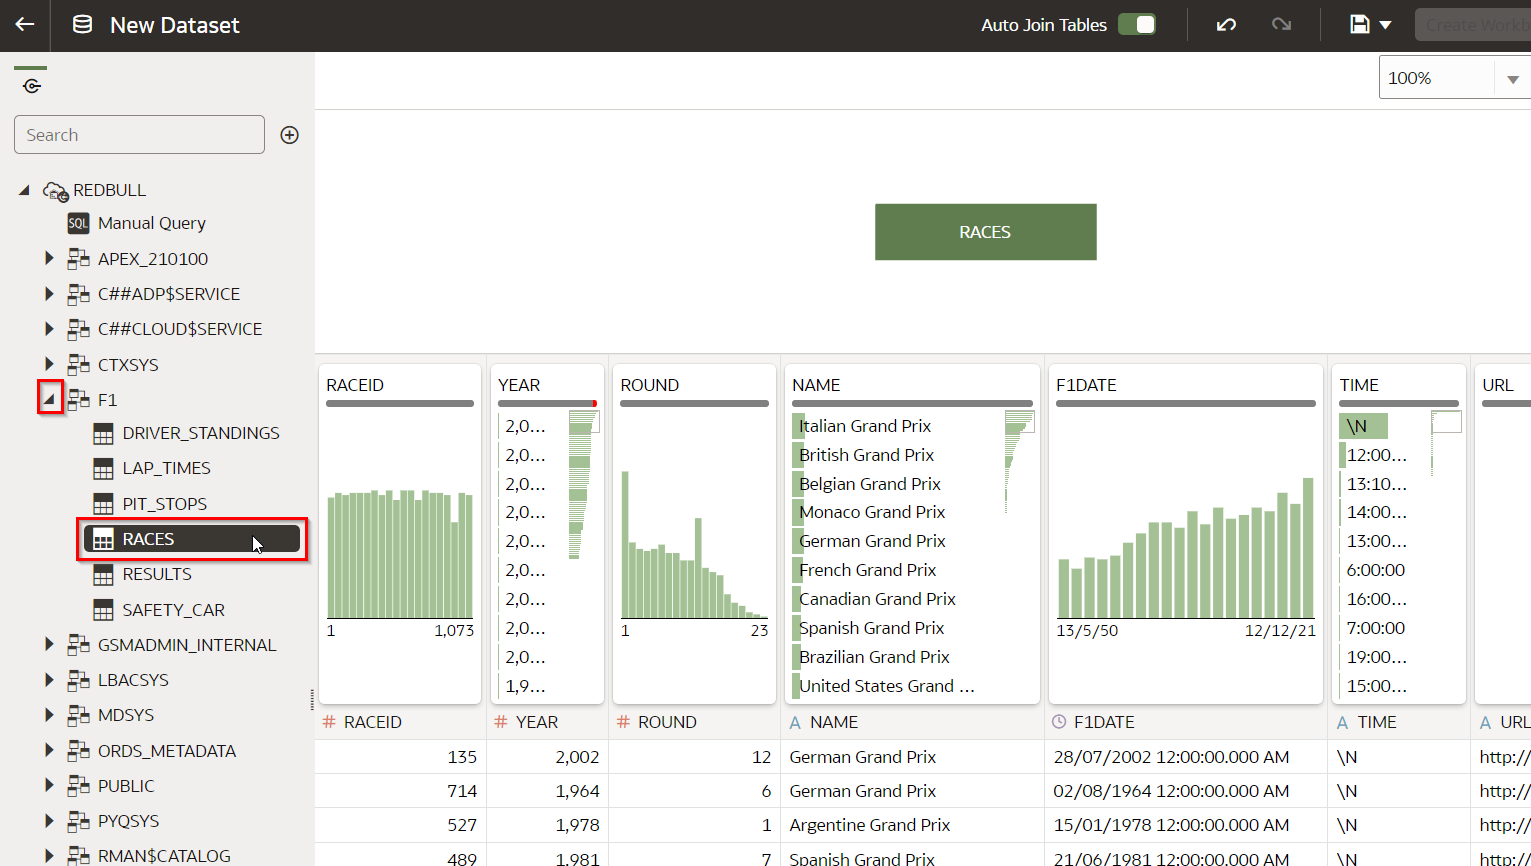 New Dataset
Auto Join Tables
Create Workb
100%
Search
REDBULL
SQL Manual Query
APEX_210100
C##ADP$SERVICE
C##CLOUD$SERVICE
CTXSYS
F1
DRIVER_STANDINGS
LAP_TIMES
PIT_STOPS
RACES
RESULTS
SAFETY_CAR
GSMADMIN_INTERNAL
LBACSYS
MDSYS
ORDS_METADATA
PUBLIC
PYQSYS
RMAN$CATALOG
RACES
RACEID
1 1,073
YEAR
2,0...
2,0...
2,0...
2,0...
2,0...
2,0...
2,0...
2,0...
2,0...
1,9...
ROUND
1 23
NAME
Italian Grand Prix
British Grand Prix
Belgian Grand Prix
Monaco Grand Prix
German Grand Prix
French Grand Prix
Canadian Grand Prix
Spanish Grand Prix
Brazilian Grand Prix
United States Grand ...
F1DATE
13/5/50 12/12/21
TIME
\N
12:00...
13:10...
14:00...
13:00...
6:00:00
16:00...
7:00:00
19:00...
15:00...
URL
# RACEID # YEAR # ROUND A NAME F1DATE A TIME A URL
135 2,002 12 German Grand Prix 28/07/2002 12:00:00.000 AM \N http://
714 1,964 6 German Grand Prix 02/08/1964 12:00:00.000 AM \N http://
527 1,978 1 Argentine Grand Prix 15/01/1978 12:00:00.000 AM \N http://
489 1,981 7 Spanish Grand Prix 21/06/1981 12:00:00.000 AM \N http://